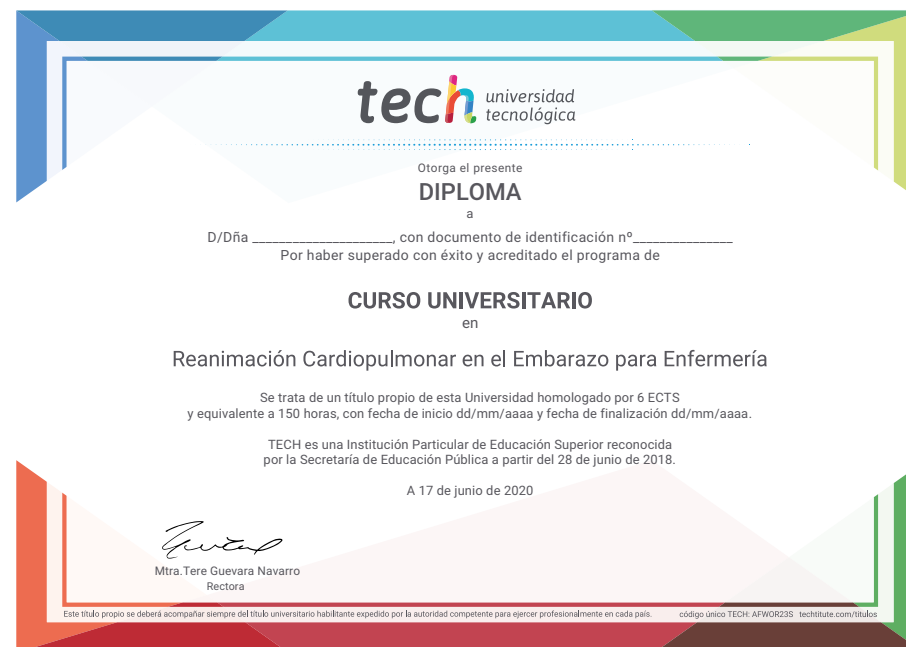 tech universidad
tecnológica
Otorga el presente
DIPLOMA
a
D/Dña ______________________, con documento de identificación nº_______________
Por haber superado con éxito y acreditado el programa de
CURSO UNIVERSITARIO
en
Reanimación Cardiopulmonar en el Embarazo para Enfermería
Se trata de un título propio de esta Universidad homologado por 6 ECTS
y equivalente a 150 horas, con fecha de inicio dd/mm/aaaa y fecha de finalización dd/mm/aaaa.
TECH es una Institución Particular de Educación Superior reconocida
por la Secretaría de Educación Pública a partir del 28 de junio de 2018.
A 17 de junio de 2020
Mtra.Tere Guevara Navarro
Rectora
Este título propio se deberá acompañar siempre del título universitario habilitante expedido por la autoridad competente para ejercer profesionalmente en cada país. código único TECH: AFWOR23S techtitute.com/titulos